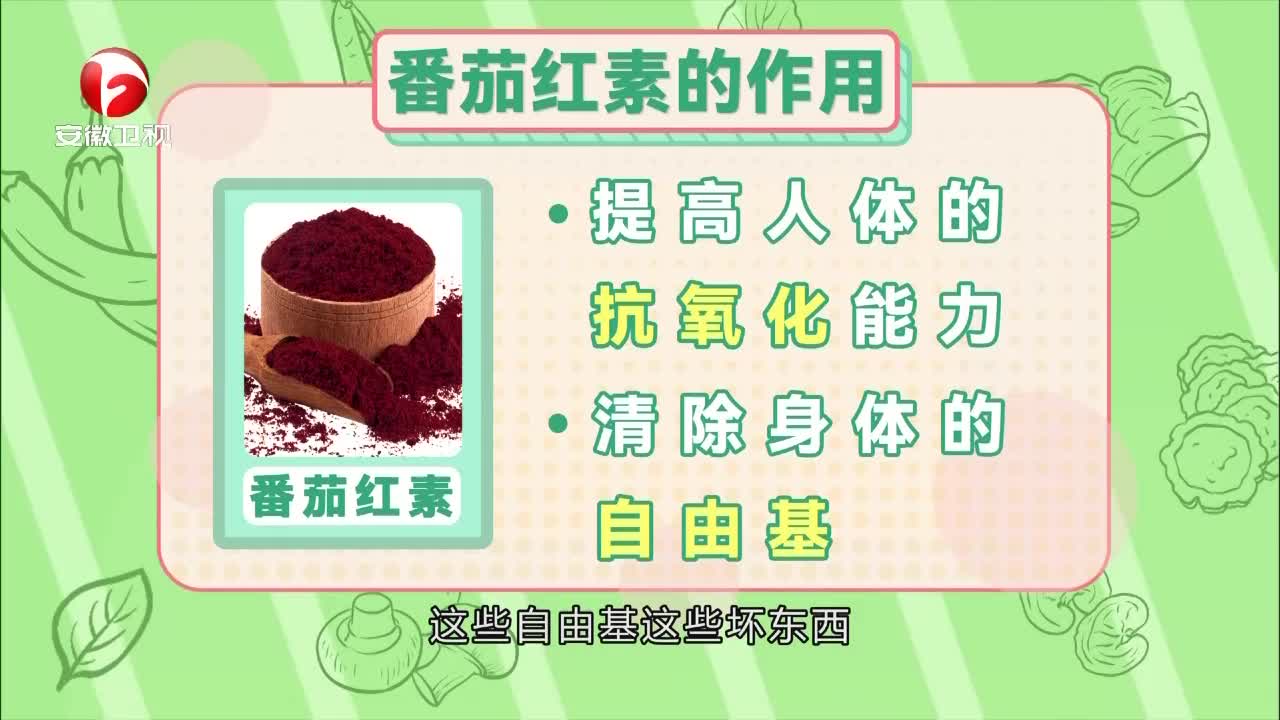 安徽卫视
番茄红素的作用
• 提高人体的
抗氧化能力
• 清除身体的
自由基
番茄红素
这些自由基这些坏东西